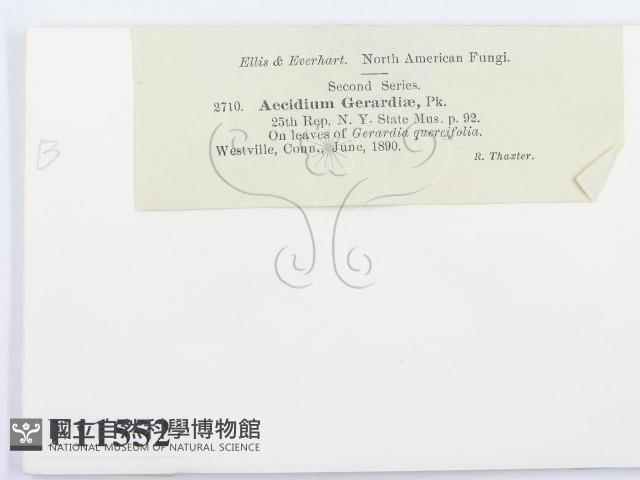 Ellis & Everhart. North American Fungi.
Second Series.
2710. Aecidium Gerardiæ, Pk.
25th Rep. N. Y. State Mus. p. 92.
On leaves of Gerardia quercifolia.
Westville, Conn., June, 1890.
R. Thaxter.
B
F11552
國立自然科學博物館
NATIONAL MUSEUM OF NATURAL SCIENCE